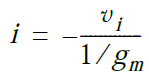 i = - v_i / (1/g_m)